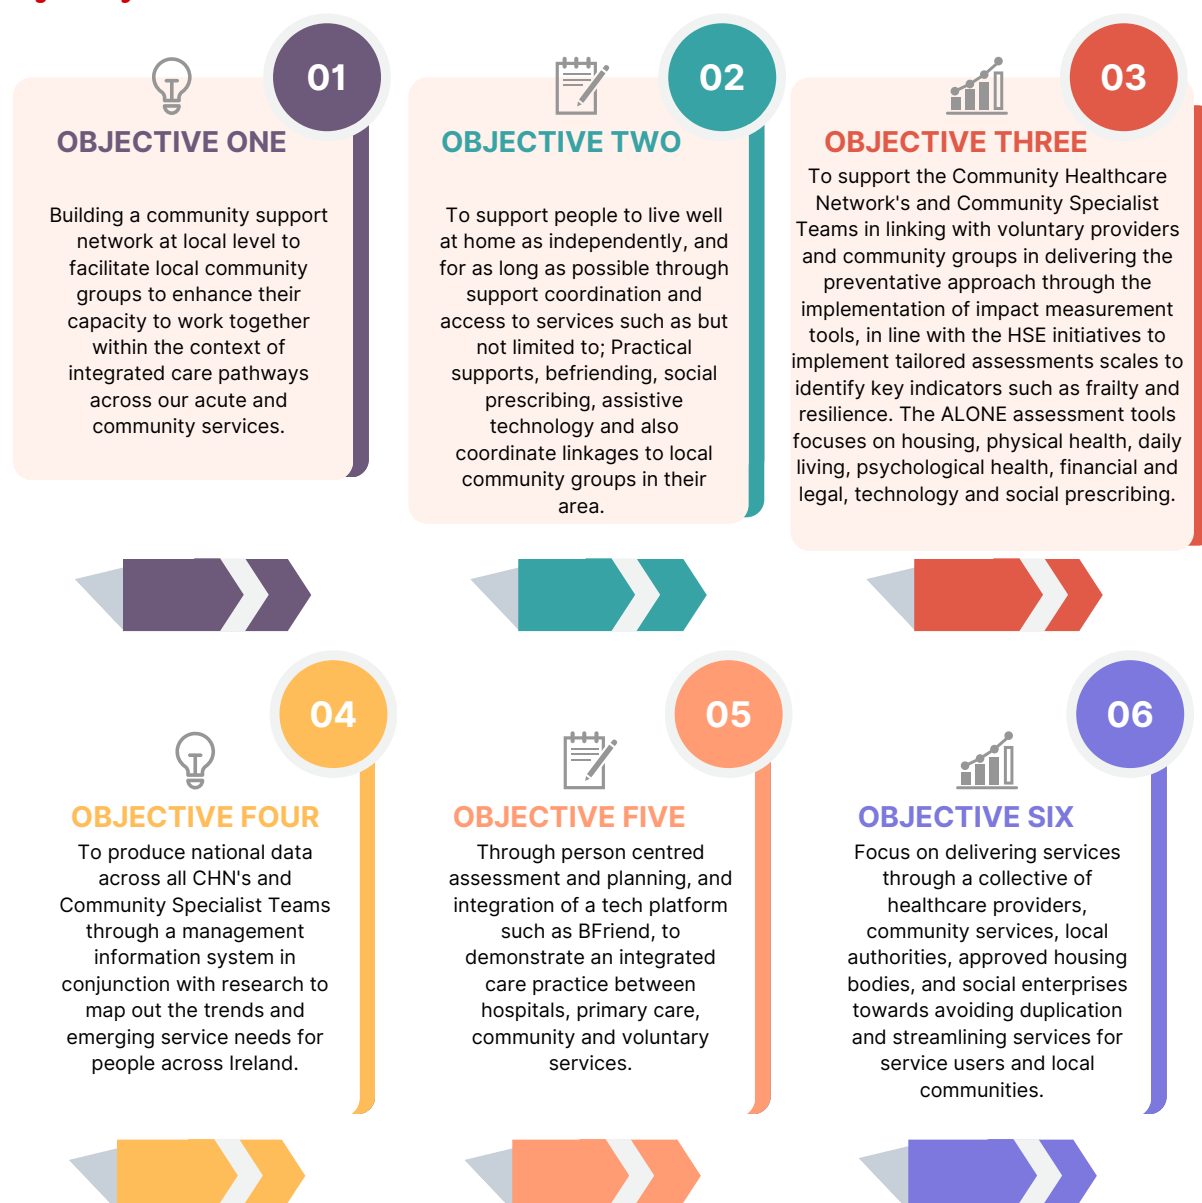 01
OBJECTIVE ONE
Building a community support
network at local level to
facilitate local community
groups to enhance their
capacity to work together
within the context of
integrated care pathways
across our acute and
community services.
02
OBJECTIVE TWO
To support people to live well
at home as independently, and
for as long as possible through
support coordination and
access to services such as but
not limited to; Practical
supports, befriending, social
prescribing, assistive
technology and also
coordinate linkages to local
community groups in their
area.
03
OBJECTIVE THREE
To support the Community Healthcare
Network's and Community Specialist
Teams in linking with voluntary providers
and community groups in delivering the
preventative approach through the
implementation of impact measurement
tools, in line with the HSE initiatives to
implement tailored assessments scales to
identify key indicators such as frailty and
resilience. The ALONE assessment tools
focuses on housing, physical health, daily
living, psychological health, financial and
legal, technology and social prescribing.
04
OBJECTIVE FOUR
To produce national data
across all CHN's and
Community Specialist Teams
through a management
information system in
conjunction with research to
map out the trends and
emerging service needs for
people across Ireland.
05
OBJECTIVE FIVE
Through person centred
assessment and planning, and
integration of a tech platform
such as BFriend, to
demonstrate an integrated
care practice between
hospitals, primary care,
community and voluntary
services.
06
OBJECTIVE SIX
Focus on delivering services
through a collective of
healthcare providers,
community services, local
authorities, approved housing
bodies, and social enterprises
towards avoiding duplication
and streamlining services for
service users and local
communities.